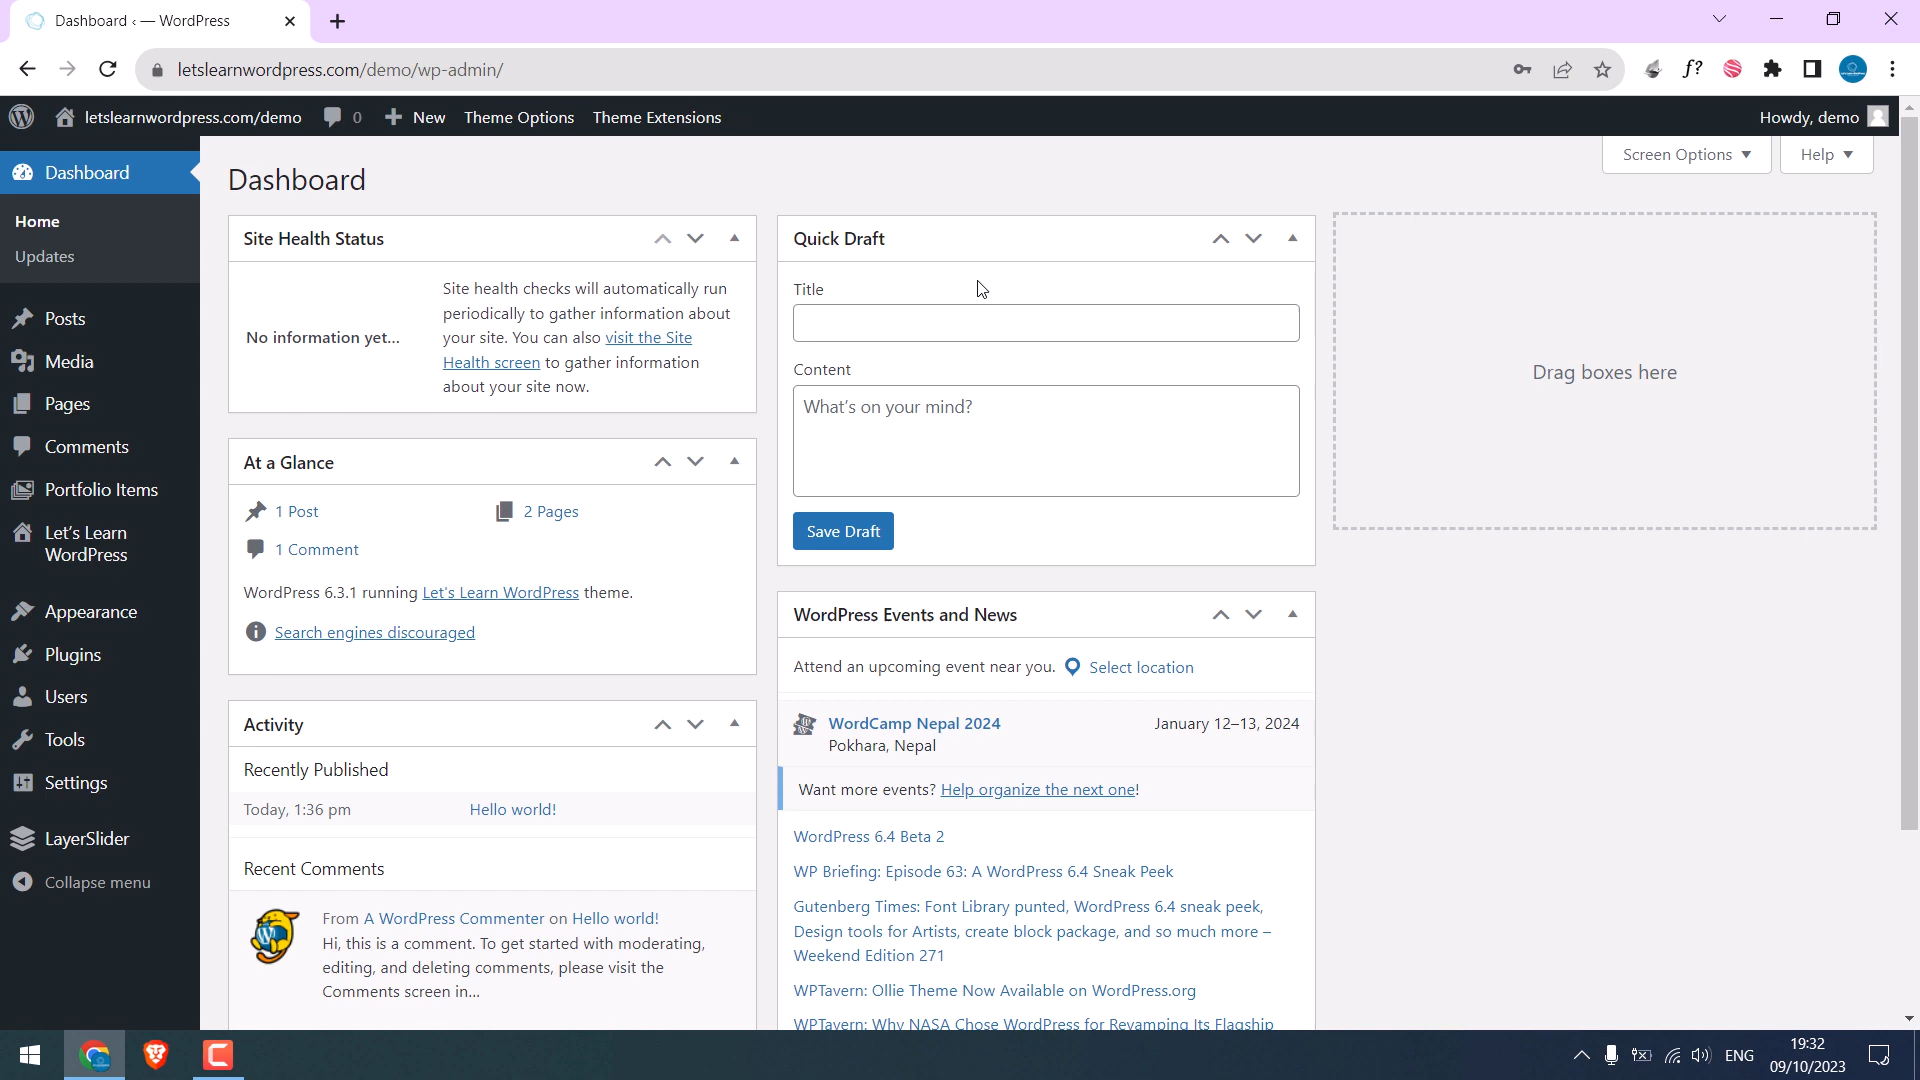 Dashboard ‹ — WordPress
letslearnwordpress.com/demo/wp-admin/
f?
letslearnwordpress.com/demo
0
New
Theme Options
Theme Extensions
Howdy, demo
Dashboard
Home
Updates
Posts
Media
Pages
Comments
Portfolio Items
Let's Learn
WordPress
Appearance
Plugins
Users
Tools
Settings
LayerSlider
Collapse menu
Screen Options
Help
Dashboard
Site Health Status
No information yet...
Site health checks will automatically run
periodically to gather information about
your site. You can also visit the Site
Health screen to gather information
about your site now.
At a Glance
1 Post
2 Pages
1 Comment
WordPress 6.3.1 running Let's Learn WordPress theme.
Search engines discouraged
Activity
Recently Published
Today, 1:36 pm
Hello world!
Recent Comments
From A WordPress Commenter on Hello world!
Hi, this is a comment. To get started with moderating,
editing, and deleting comments, please visit the
Comments screen in...
Quick Draft
Title
Content
What's on your mind?
Save Draft
WordPress Events and News
Attend an upcoming event near you.
Select location
WordCamp Nepal 2024
January 12–13, 2024
Pokhara, Nepal
Want more events? Help organize the next one!
WordPress 6.4 Beta 2
WP Briefing: Episode 63: A WordPress 6.4 Sneak Peek
Gutenberg Times: Font Library punted, WordPress 6.4 sneak peek,
Design tools for Artists, create block package, and so much more –
Weekend Edition 271
WPTavern: Ollie Theme Now Available on WordPress.org
WPTavern: Why NASA Chose WordPress for Revamping Its Flagship
Drag boxes here
ENG
19:32
09/10/2023